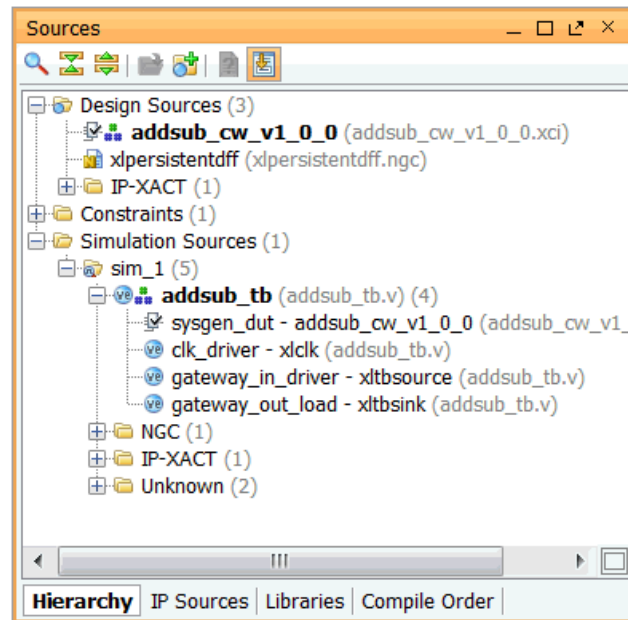 Sources
Design Sources (3)
addsub_cw_v1_0_0 (addsub_cw_v1_0_0.xci)
xlpersistentdff (xlpersistentdff.ngc)
IP-XACT (1)
Constraints (1)
Simulation Sources (1)
sim_1 (5)
addsub_tb (addsub_tb.v) (4)
sysgen_dut - addsub_cw_v1_0_0 (addsub_cw_v1_
clk_driver - xlclk (addsub_tb.v)
gateway_in_driver - xltbsource (addsub_tb.v)
gateway_out_load - xltbsink (addsub_tb.v)
NGC (1)
IP-XACT (1)
Unknown (2)
Hierarchy IP Sources Libraries Compile Order